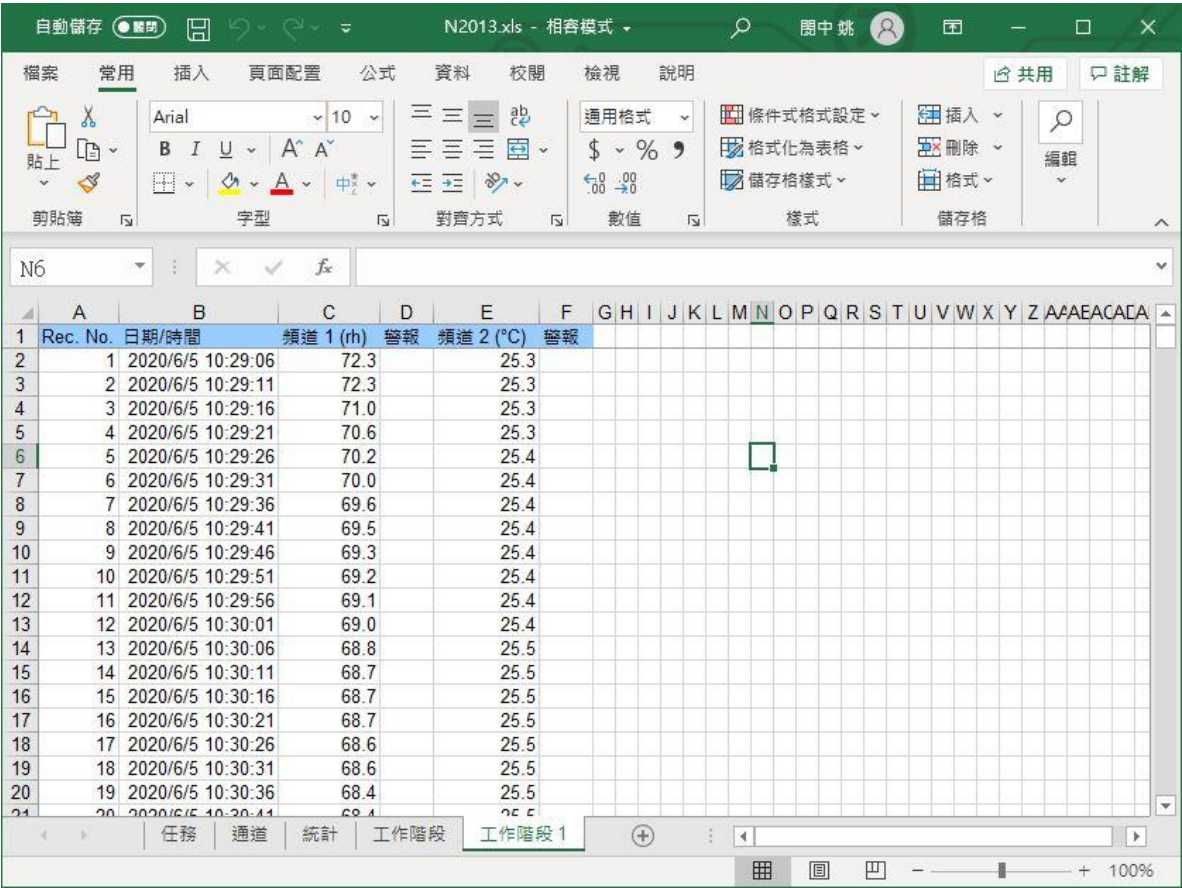 自動儲存 關閉 N2013.xls - 相容模式 閔中 姚
檔案 常用 插入 頁面配置 公式 資料 校閱 檢視 說明 共用 註解
貼上 Arial 10 通用格式 條件式格式設定 插入
B I U A A 中 $ % 格式化為表格 刪除 編輯
A ab 儲存格樣式 格式
剪貼簿 字型 對齊方式 數值 樣式 儲存格
N6 fx
A B C D E F G H I J K L M N O P Q R S T U V W X Y Z
1 Rec. No. 日期/時間 頻道 1 (rh) 警報 頻道 2 (°C) 警報
2 1 2020/6/5 10:29:06 72.3 25.3
3 2 2020/6/5 10:29:11 72.3 25.3
4 3 2020/6/5 10:29:16 71.0 25.3
5 4 2020/6/5 10:29:21 70.6 25.3
6 5 2020/6/5 10:29:26 70.2 25.4
7 6 2020/6/5 10:29:31 70.0 25.4
8 7 2020/6/5 10:29:36 69.6 25.4
9 8 2020/6/5 10:29:41 69.5 25.4
10 9 2020/6/5 10:29:46 69.3 25.4
11 10 2020/6/5 10:29:51 69.2 25.4
12 11 2020/6/5 10:29:56 69.1 25.4
13 12 2020/6/5 10:30:01 69.0 25.4
14 13 2020/6/5 10:30:06 68.8 25.5
15 14 2020/6/5 10:30:11 68.7 25.5
16 15 2020/6/5 10:30:16 68.7 25.5
17 16 2020/6/5 10:30:21 68.7 25.5
18 17 2020/6/5 10:30:26 68.6 25.5
19 18 2020/6/5 10:30:31 68.6 25.5
20 19 2020/6/5 10:30:36 68.4 25.5
任務 通道 統計 工作階段 工作階段 1
100%